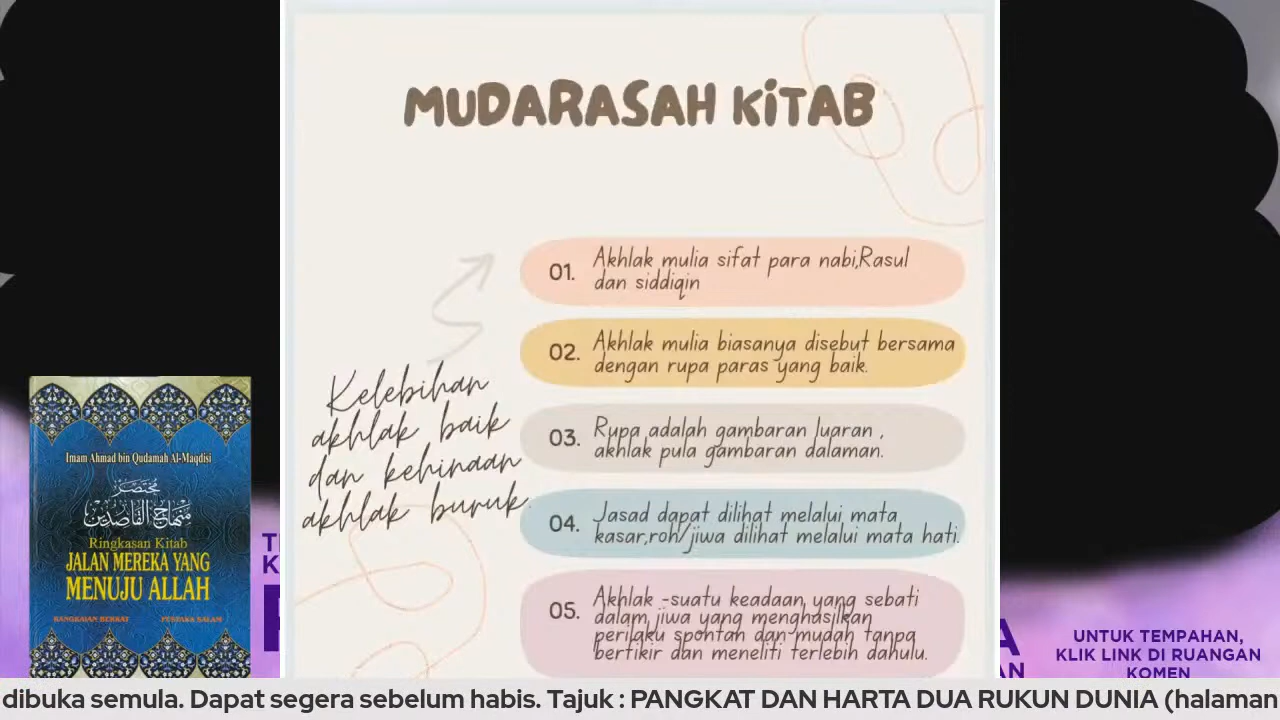 MUDARASAH KITAB
01. Akhlak mulia sifat para nabi,Rasul
dan siddiqin
02. Akhlak mulia biasanya disebut bersama
dengan rupa paras yang baik.
03. Rupa adalah gambaran luaran ,
akhlak pula gambaran dalaman.
04. Jasad dapat dilihat melalui mata
kasar,roh/jiwa dilihat melalui mata hati.
05. Akhlak -suatu keadaan yang sebati
dalam jiwa yang menghasilkan
perilaku spontan dan mudah tanpa
berfikir dan meneliti terlebih dahulu.
Kelebihan
akhlak baik
dan kehinaan
akhlak buruk.
Imam Ahmad bin Qudamah Al-Maqdisi
مختصر
منهاج القاصدين
Ringkasan Kitab
JALAN MEREKA YANG
MENUJU ALLAH
RANGKAIAN BERKAT
PUSTAKA SALAM
UNTUK TEMPAHAN,
KLIK LINK DI RUANGAN
KOMEN
dibuka semula. Dapat segera sebelum habis. Tajuk : PANGKAT DAN HARTA DUA RUKUN DUNIA (halaman